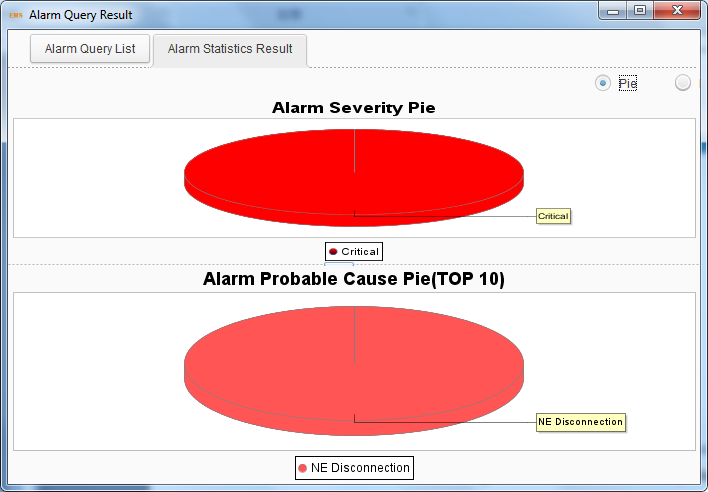 EMS Alarm Query Result
Alarm Query List Alarm Statistics Result
Pie
Alarm Severity Pie
Critical
Critical
Alarm Probable Cause Pie(TOP 10)
NE Disconnection
NE Disconnection